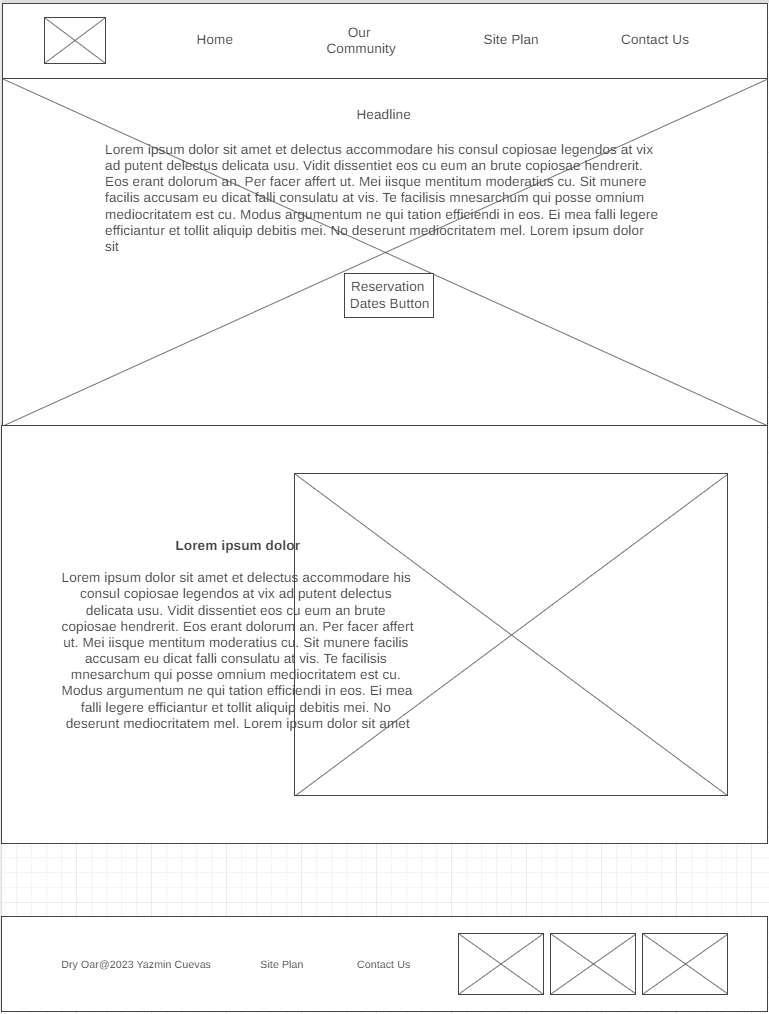 Home
Our
Community
Site Plan
Contact Us
Headline
Lorem ipsum dolor sit amet et delectus accommodare his consul copiosae legendos at vix
ad putent delectus delicata usu. Vidit dissentiet eos cu eum an brute copiosae hendrerit.
Eos erant dolorum an. Per facer affert ut. Mei iisque mentitum moderatius cu. Sit munere
facilis accusam eu dicat falli consulatu at vis. Te facilisis mnesarchum qui posse omnium
mediocritatem est cu. Modus argumentum ne qui tation efficiendi in eos. Ei mea falli legere
efficiantur et tollit aliquip debitis mei. No deserunt mediocritatem mel. Lorem ipsum dolor
sit
Reservation
Dates Button
Lorem ipsum dolor
Lorem ipsum dolor sit amet et delectus accommodare his
consul copiosae legendos at vix ad putent delectus
delicata usu. Vidit dissentiet eos cu eum an brute
copiosae hendrerit. Eos erant dolorum an. Per facer affert
ut. Mei iisque mentitum moderatius cu. Sit munere facilis
accusam eu dicat falli consulatu at vis. Te facilisis
mnesarchum qui posse omnium mediocritatem est cu.
Modus argumentum ne qui tation efficiendi in eos. Ei mea
falli legere efficiantur et tollit aliquip debitis mei. No
deserunt mediocritatem mel. Lorem ipsum dolor sit amet
Dry Oar@2023 Yazmin Cuevas
Site Plan
Contact Us